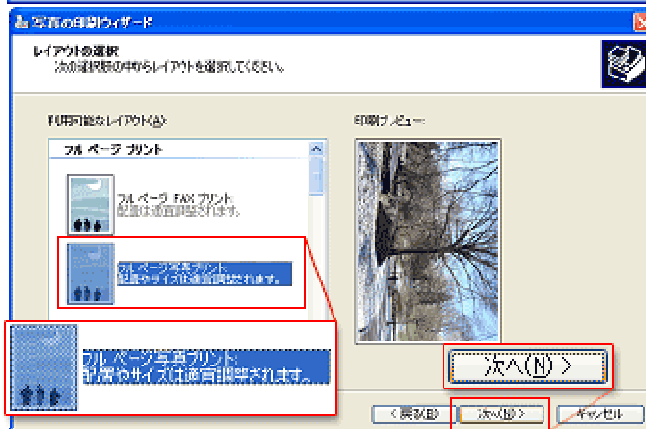 写真の印刷ウィザード
レイアウトの選択
次の選択肢の中からレイアウトを選択してください。
利用可能なレイアウト(A):
印刷プレビュー:
フル ページ プリント
フル ページ FAX プリント:
配置は適宜調整されます。
フル ページ写真プリント:
配置やサイズは適宜調整されます。
フル ページ写真プリント:
配置やサイズは適宜調整されます。
次へ(N) >
< 戻る(B)
次へ(N) >
キャンセル